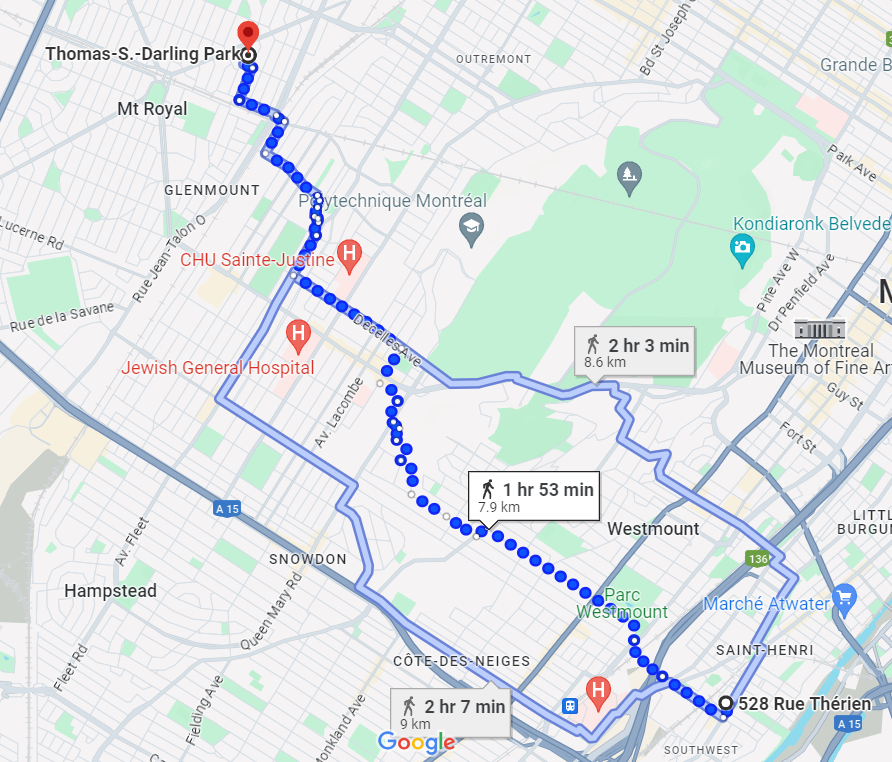 Thomas-S.-Darling Park
OUTREMONT
Bd St Joseph
Grande B
Mt Royal
Park Ave
GLENMOUNT
Polytechnique Montréal
Lucerne Rd
Rue Jean-Talon O
Kondiaronk Belvede
CHU Sainte-Justine
Pine Ave W
Dr Penfield Ave
Rue de la Savane
M
Decelles Ave
2 hr 3 min
8.6 km
The Montreal
Museum of Fine Ar
Jewish General Hospital
Guy St
Av. Lacombe
Fort St
1 hr 53 min
7.9 km
A 15
LITTL
BURGUN
Westmount
Av. Fleet
SNOWDON
136
Hampstead
Queen Mary Rd
Parc
Westmount
Marché Atwater
SAINT-HENRI
Fleet Rd
CÔTE-DES-NEIGES
2 hr 7 min
9 km
528 Rue Thérien
Fielding Ave
Monkland Ave
A 15
Google
SOUTHWEST
H
H
H